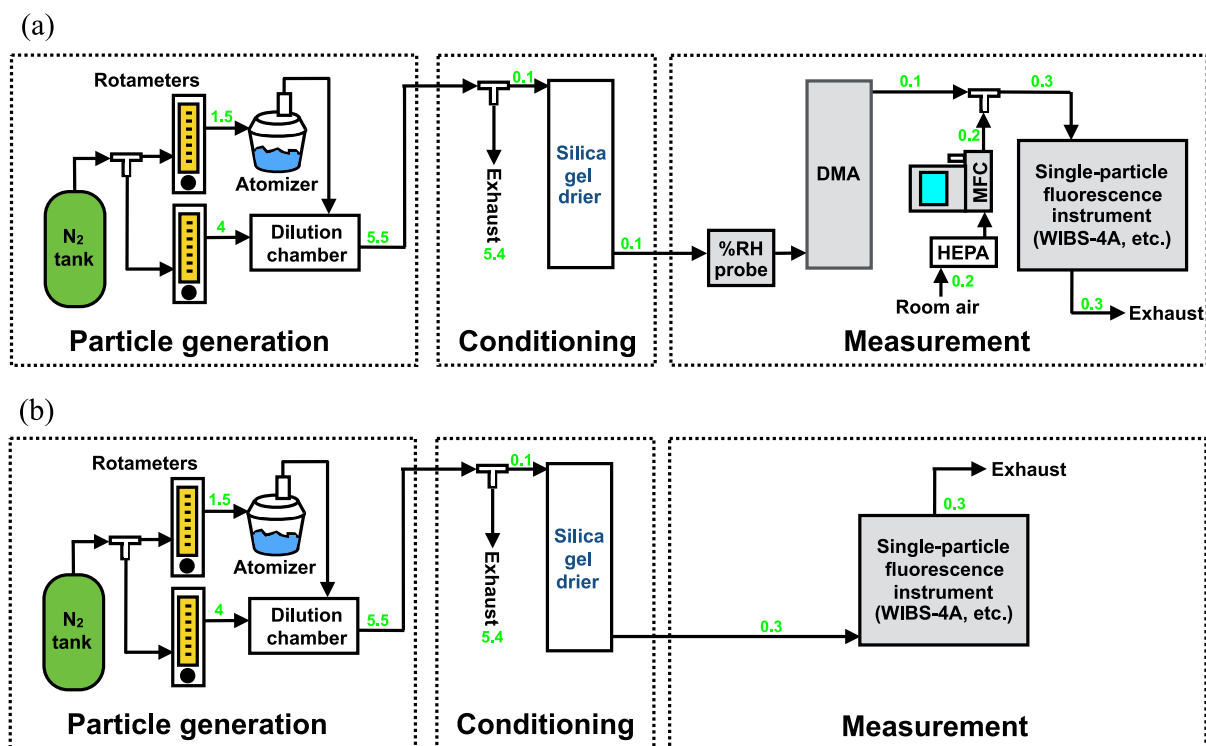 (a)
Rotameters
1.5
Atomizer
N2
tank
4
Dilution
chamber
5.5
Particle generation
0.1
Exhaust
5.4
Silica
gel
drier
0.1
Conditioning
%RH
probe
DMA
0.1
0.3
0.2
MFC
HEPA
0.2
Room air
Single-particle
fluorescence
instrument
(WIBS-4A, etc.)
0.3
Exhaust
Measurement
(b)
Rotameters
1.5
Atomizer
N2
tank
4
Dilution
chamber
5.5
Particle generation
0.1
Exhaust
5.4
Silica
gel
drier
Conditioning
0.3
Exhaust
0.3
Single-particle
fluorescence
instrument
(WIBS-4A, etc.)
Measurement